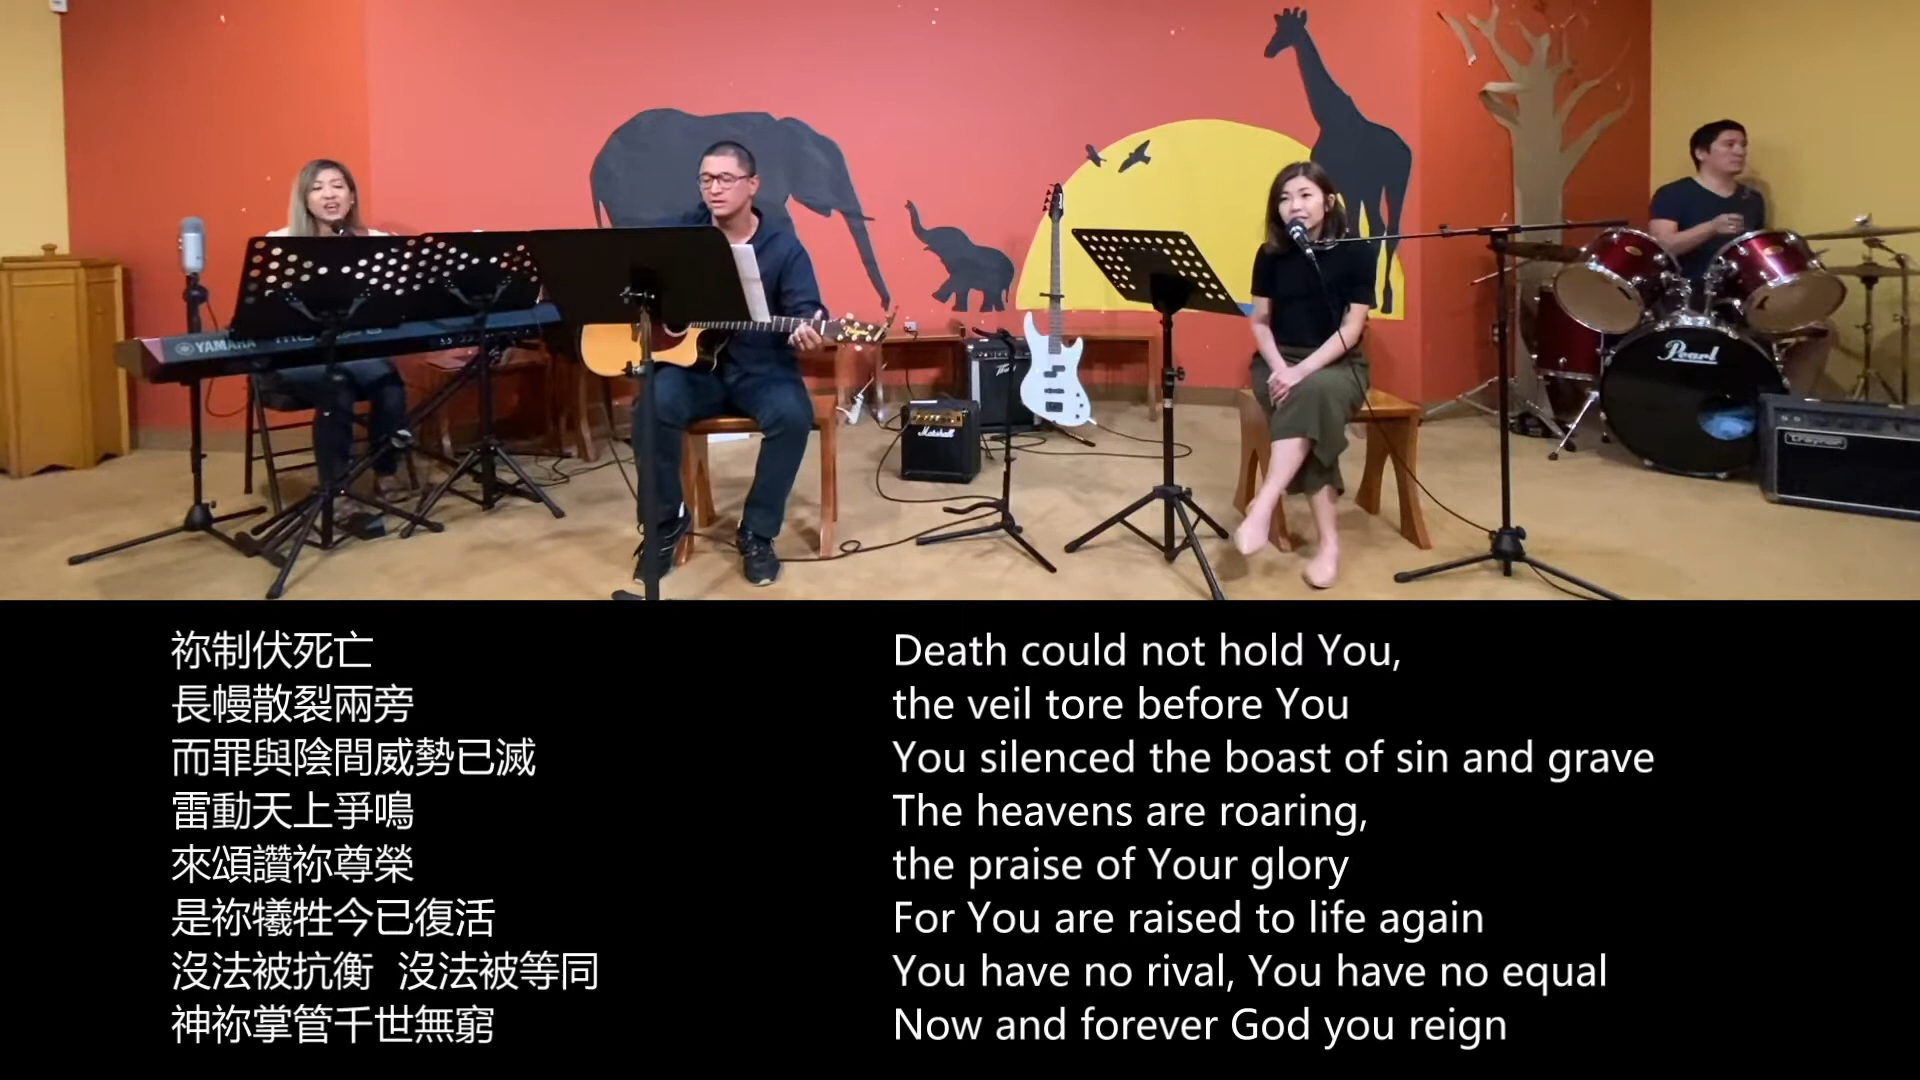 YAMAHA
Marshall
Pearl
祢制伏死亡
長幔散裂兩旁
而罪與陰間威勢已滅
雷動天上爭鳴
來頌讚祢尊榮
是祢犧牲今已復活
沒法被抗衡 沒法被等同
神祢掌管千世無窮
Death could not hold You,
the veil tore before You
You silenced the boast of sin and grave
The heavens are roaring,
the praise of Your glory
For You are raised to life again
You have no rival, You have no equal
Now and forever God you reign